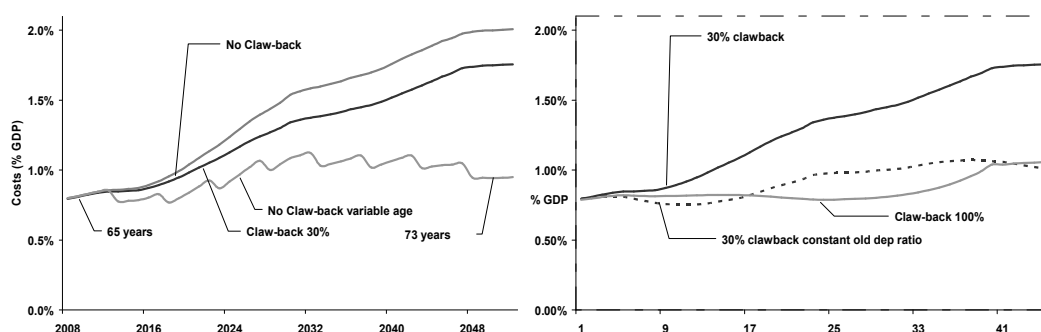 2.0%
No Claw-back
1.5%
Costs (% GDP)
1.0%
No Claw-back variable age
65 years
Claw-back 30%
73 years
0.5%
0.0%
2008 2016 2024 2032 2040 2048
2.00%
30% clawback
1.50%
1.00%
% GDP
Claw-back 100%
0.50%
30% clawback constant old dep ratio
0.00%
1 9 17 25 33 41